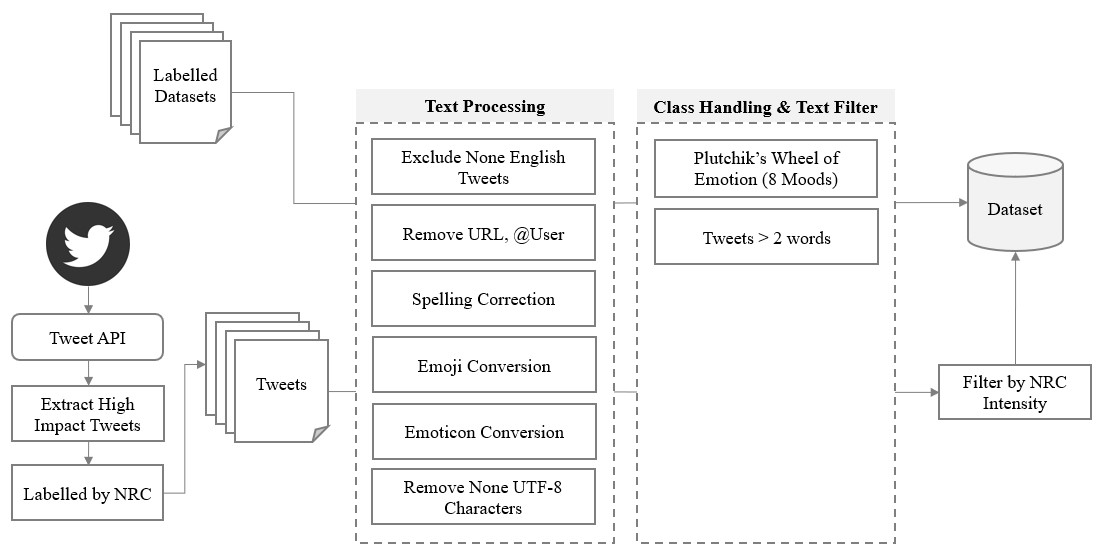 Labelled
Datasets
Tweet API
Extract High
Impact Tweets
Labelled by NRC
Tweets
Text Processing
Exclude None English
Tweets
Remove URL, @User
Spelling Correction
Emoji Conversion
Emoticon Conversion
Remove None UTF-8
Characters
Class Handling & Text Filter
Plutchik’s Wheel of
Emotion (8 Moods)
Tweets > 2 words
Dataset
Filter by NRC
Intensity